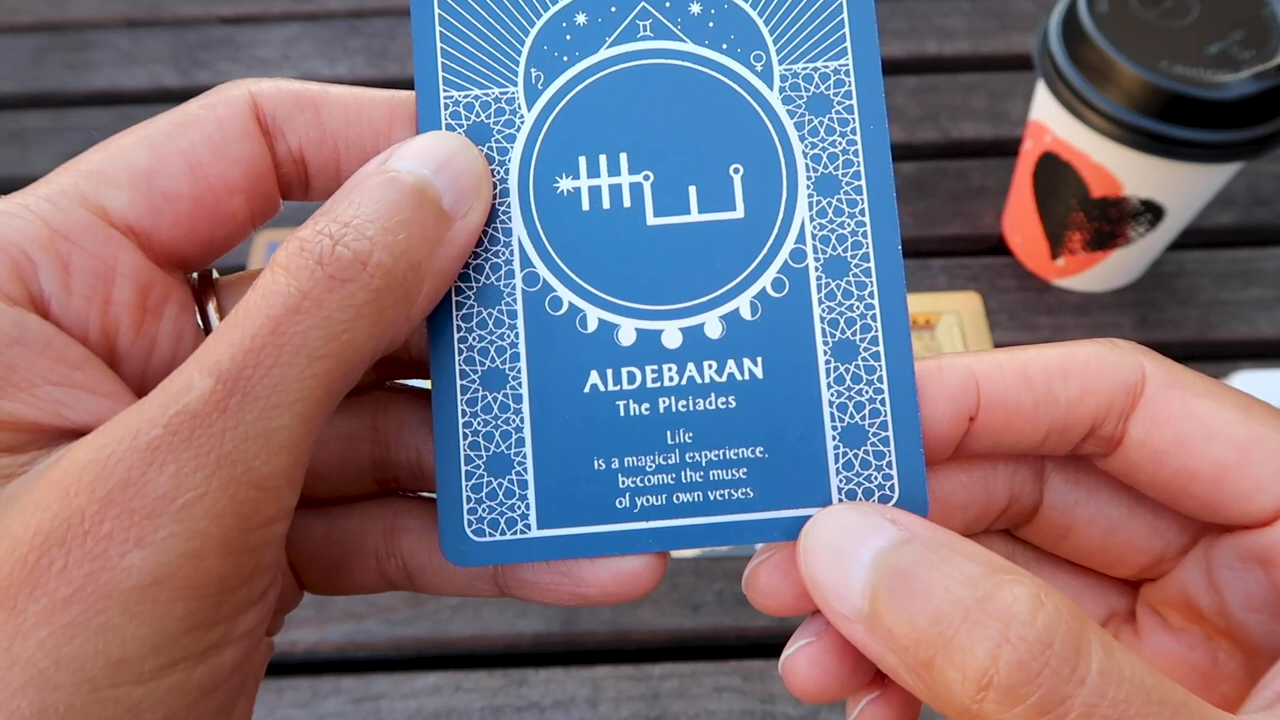 ALDEBARAN
The Pleiades
Life
is a magical experience,
become the muse
of your own verses